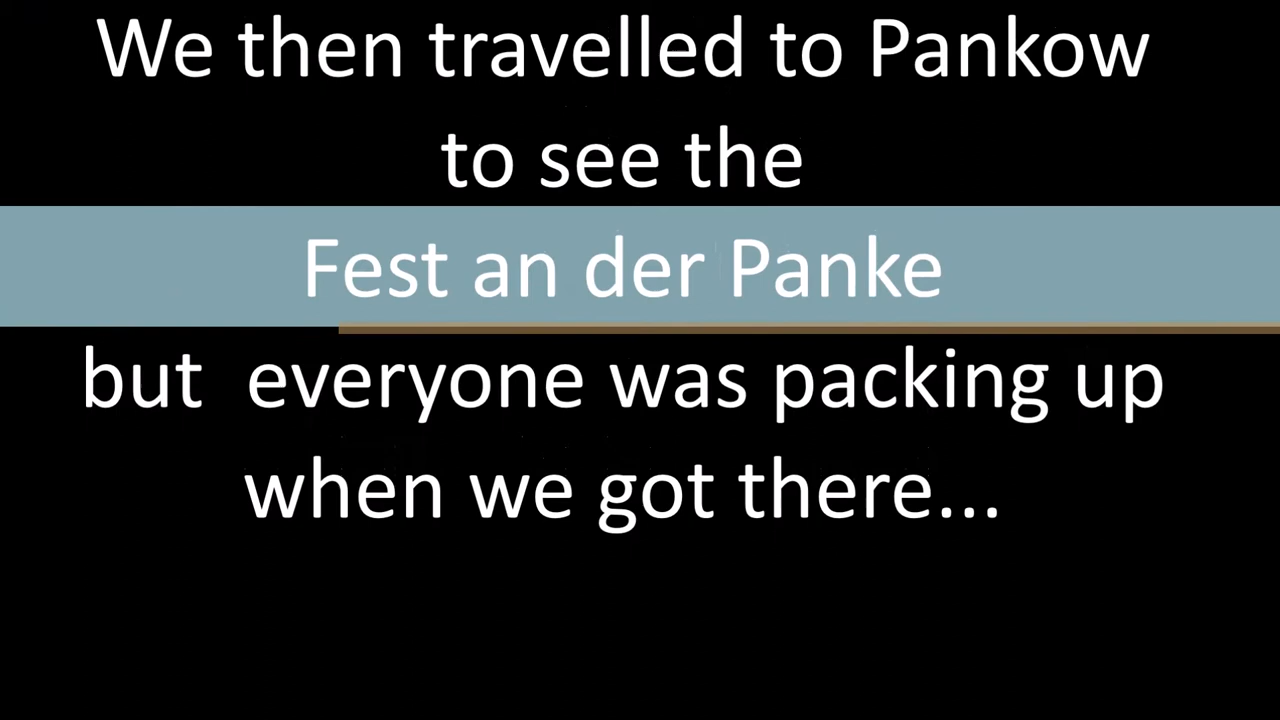 We then travelled to Pankow
to see the
Fest an der Panke
but  everyone was packing up
when we got there...